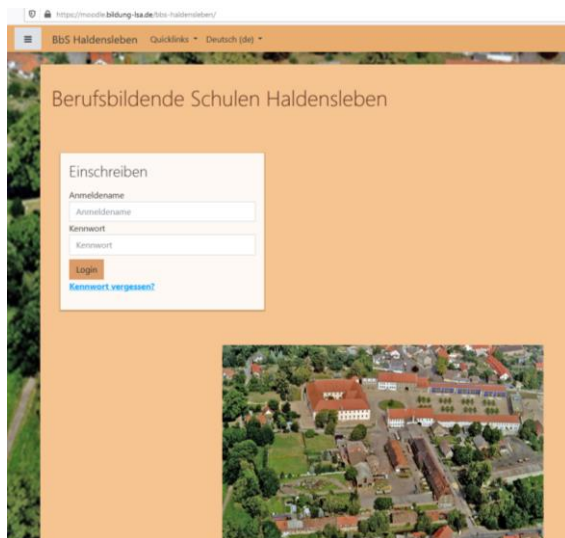 https://moodle.bildung-lsa.de/bbs-haldensleben/
BbS Haldensleben Quicklinks Deutsch (de)
Berufsbildende Schulen Haldensleben
Einschreiben
Anmeldename
Anmeldename
Kennwort
Kennwort
Login
Kennwort vergessen?